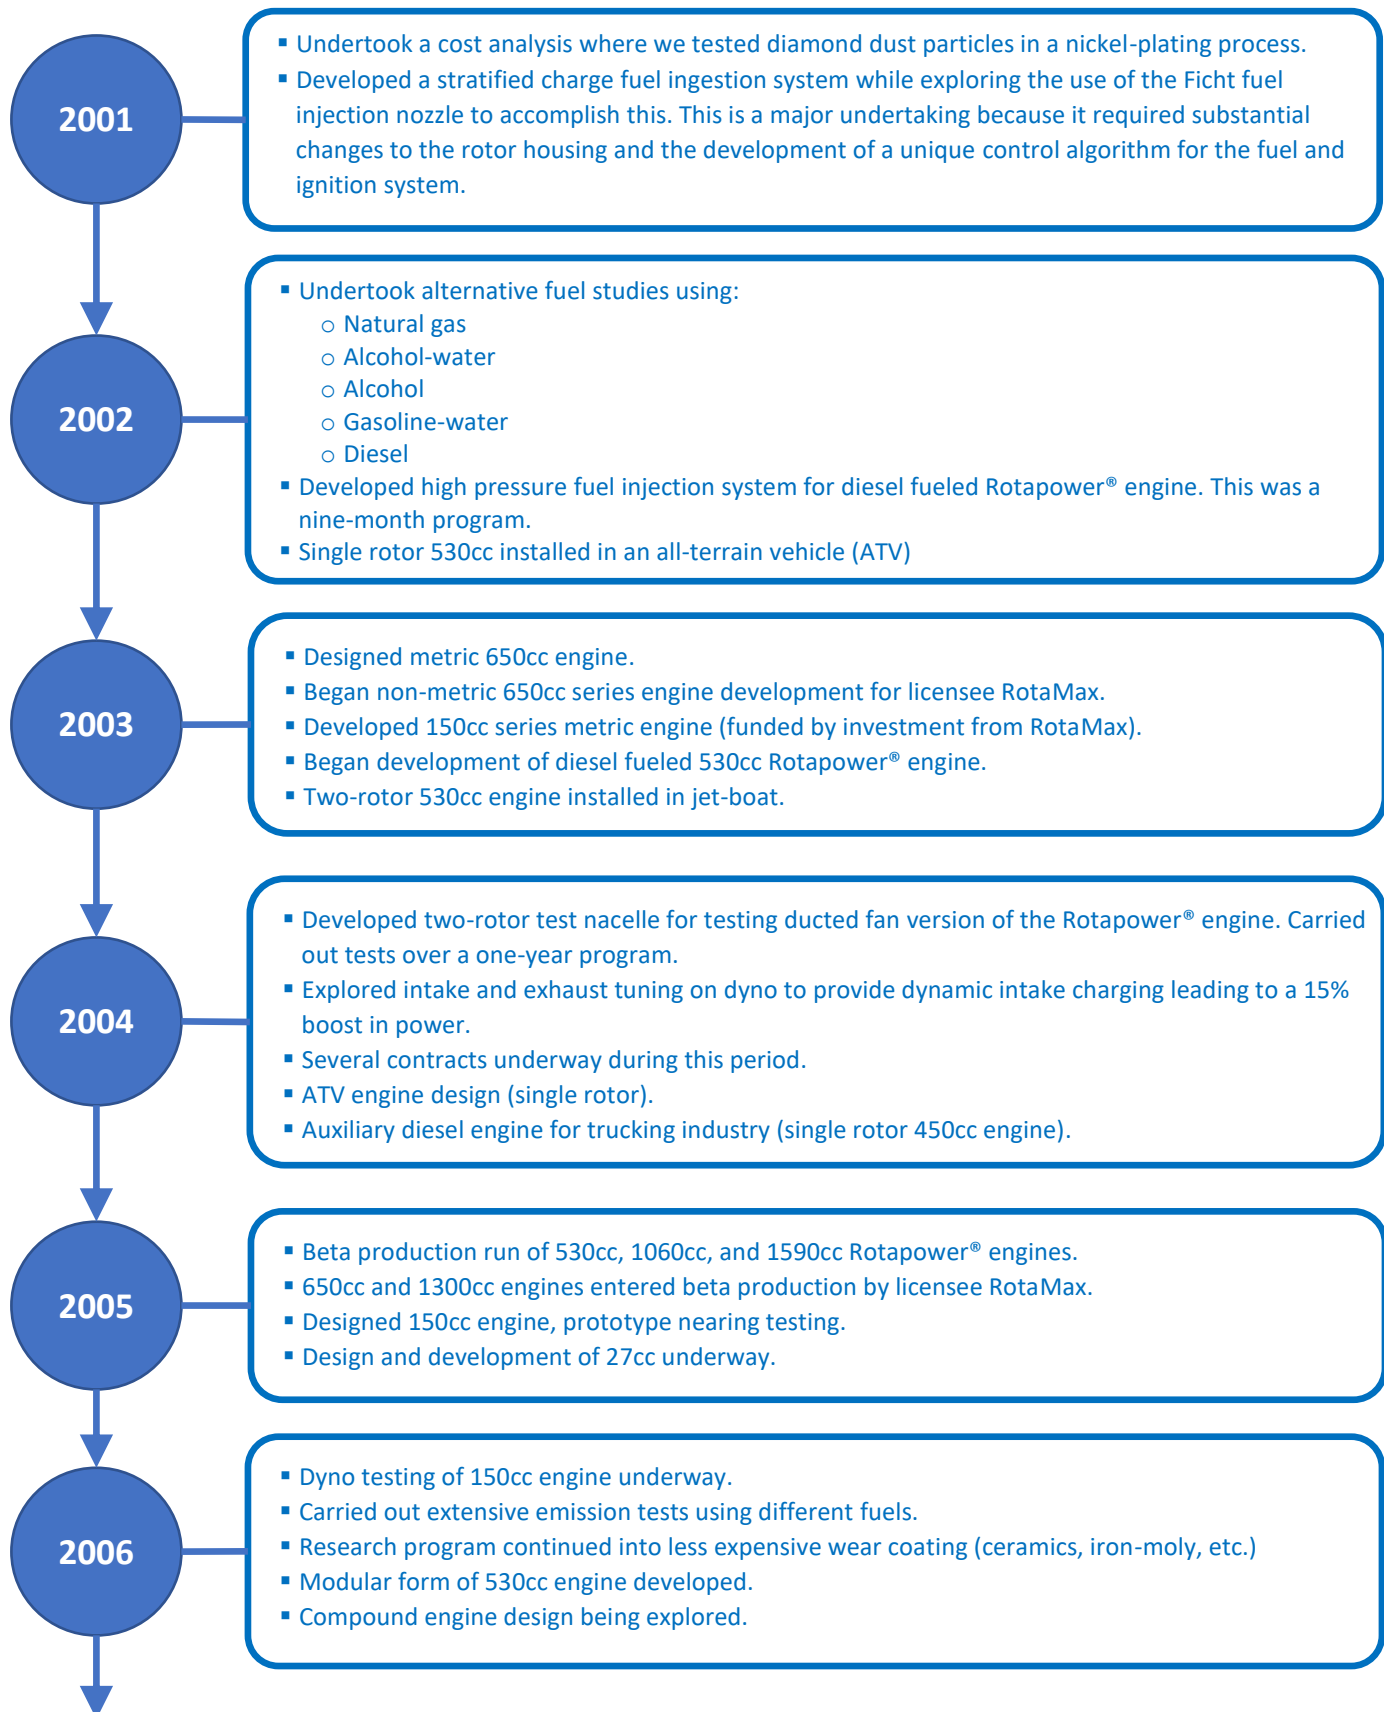 2001
▪ Undertook a cost analysis where we tested diamond dust particles in a nickel-plating process.
▪ Developed a stratified charge fuel ingestion system while exploring the use of the Ficht fuel
injection nozzle to accomplish this. This is a major undertaking because it required substantial
changes to the rotor housing and the development of a unique control algorithm for the fuel and
ignition system.
2002
▪ Undertook alternative fuel studies using:
o Natural gas
o Alcohol-water
o Alcohol
o Gasoline-water
o Diesel
▪ Developed high pressure fuel injection system for diesel fueled Rotapower® engine. This was a
nine-month program.
▪ Single rotor 530cc installed in an all-terrain vehicle (ATV)
2003
▪ Designed metric 650cc engine.
▪ Began non-metric 650cc series engine development for licensee RotaMax.
▪ Developed 150cc series metric engine (funded by investment from RotaMax).
▪ Began development of diesel fueled 530cc Rotapower® engine.
▪ Two-rotor 530cc engine installed in jet-boat.
2004
▪ Developed two-rotor test nacelle for testing ducted fan version of the Rotapower® engine. Carried
out tests over a one-year program.
▪ Explored intake and exhaust tuning on dyno to provide dynamic intake charging leading to a 15%
boost in power.
▪ Several contracts underway during this period.
▪ ATV engine design (single rotor).
▪ Auxiliary diesel engine for trucking industry (single rotor 450cc engine).
2005
▪ Beta production run of 530cc, 1060cc, and 1590cc Rotapower® engines.
▪ 650cc and 1300cc engines entered beta production by licensee RotaMax.
▪ Designed 150cc engine, prototype nearing testing.
▪ Design and development of 27cc underway.
2006
▪ Dyno testing of 150cc engine underway.
▪ Carried out extensive emission tests using different fuels.
▪ Research program continued into less expensive wear coating (ceramics, iron-moly, etc.)
▪ Modular form of 530cc engine developed.
▪ Compound engine design being explored.